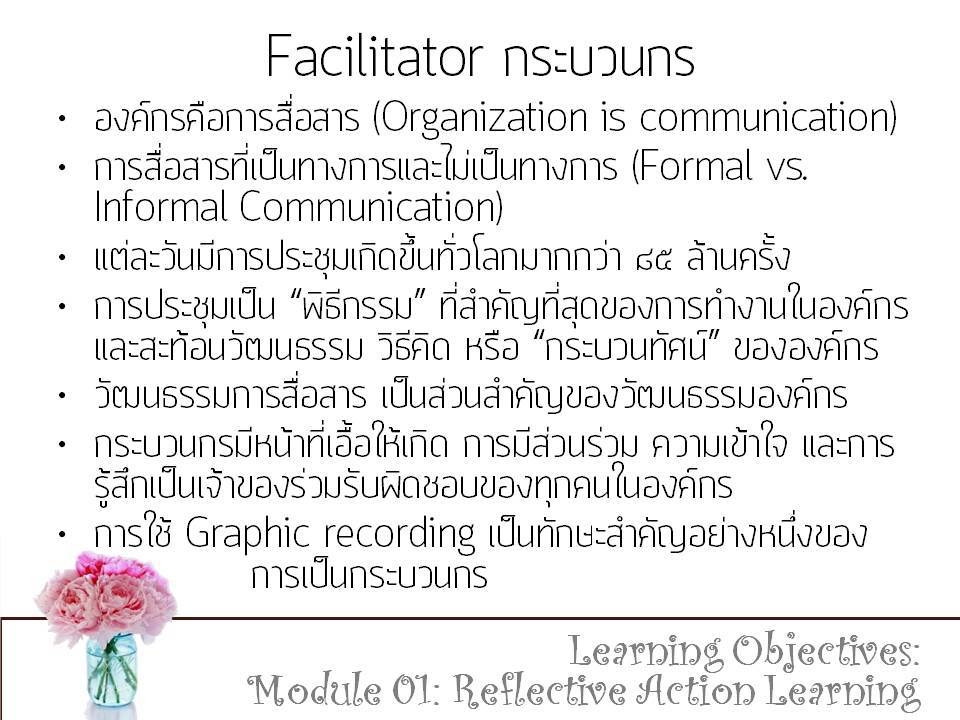 Facilitator กระบวนกร
• องค์กรคือการสื่อสาร (Organization is communication)
• การสื่อสารที่เป็นทางการและไม่เป็นทางการ (Formal vs.
Informal Communication)
• แต่ละวันมีการประชุมเกิดขึ้นทั่วโลกมากกว่า ๘๕ ล้านครั้ง
• การประชุมเป็น “พิธีกรรม” ที่สำคัญที่สุดของการทำงานในองค์กร
และสะท้อนวัฒนธรรม วิธีคิด หรือ “กระบวนทัศน์” ขององค์กร
• วัฒนธรรมการสื่อสาร เป็นส่วนสำคัญของวัฒนธรรมองค์กร
• กระบวนกรมีหน้าที่เอื้อให้เกิด การมีส่วนร่วม ความเข้าใจ และการ
รู้สึกเป็นเจ้าของร่วมรับผิดชอบของทุกคนในองค์กร
• การใช้ Graphic recording เป็นทักษะสำคัญอย่างหนึ่งของ
การเป็นกระบวนกร
Learning Objectives:
Module 01: Reflective Action Learning